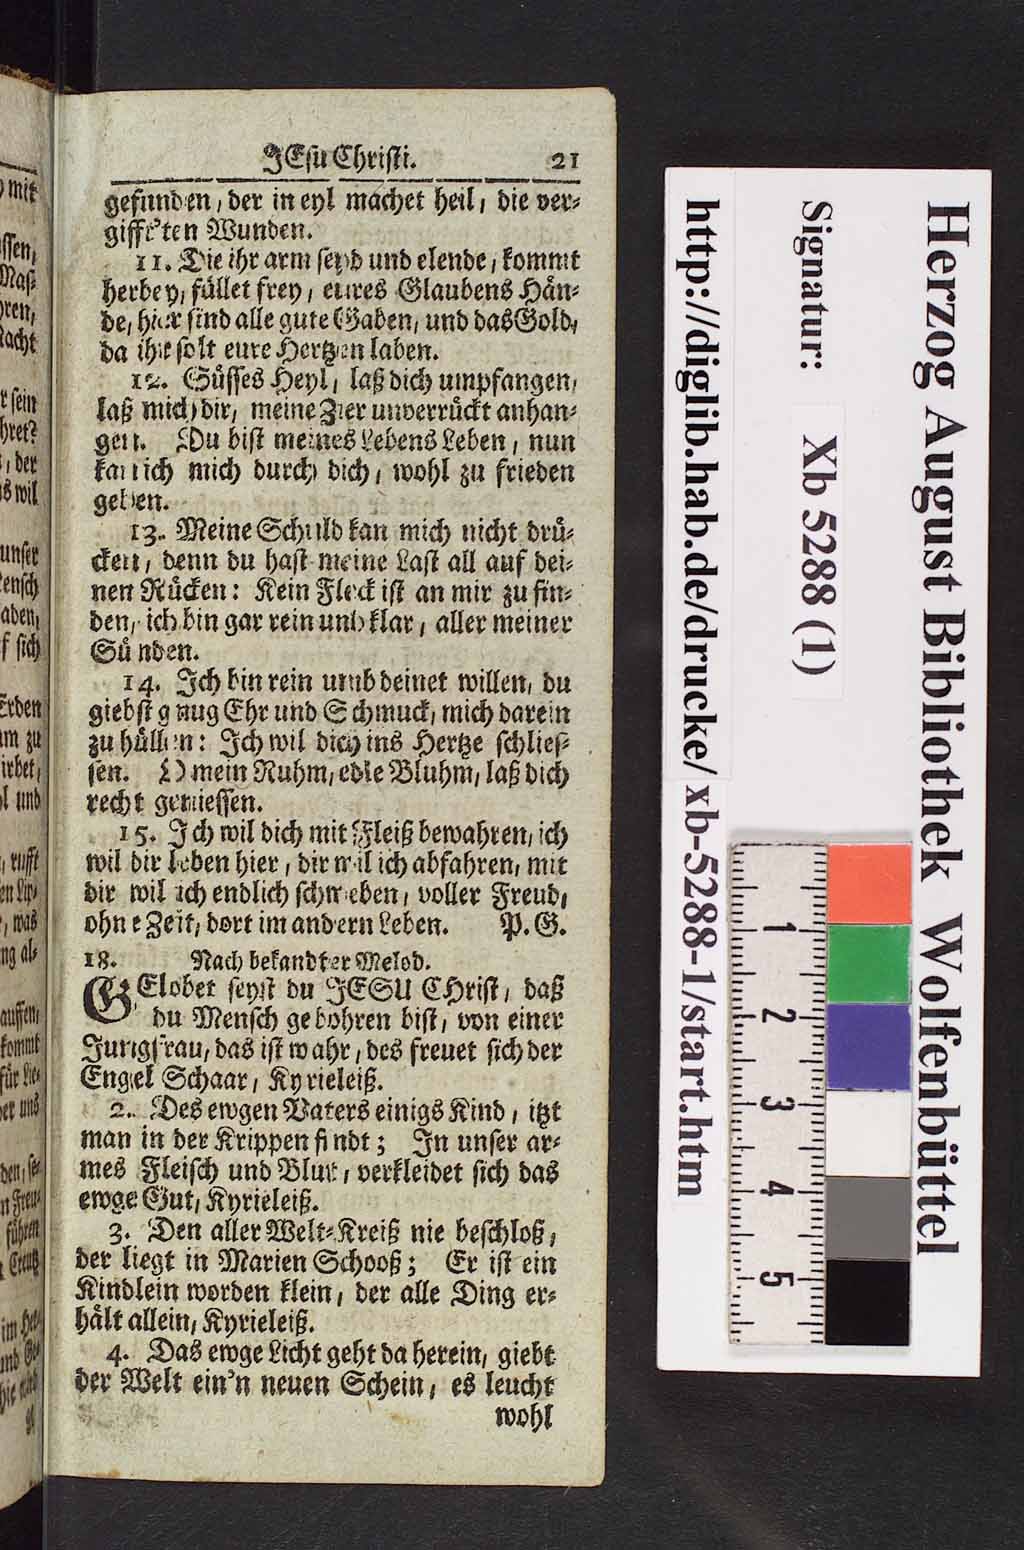 JEsu Christi. 21
gefunden, der in eyl machet heil, die ver-
gifft'ten Wunden.
11. Die ihr arm seyd und elende, kommt
herbey, füllet frey, eures Glaubens Hän-
de, hier sind alle gute Gaben, und das Gold,
da ihr solt eure Hertzen laben.
12. Süsses Heyl, laß dich umpfangen,
laß mich dir, meine Zier unverrückt anhan-
gen. Du bist meines Lebens Leben, nun
kan ich mich durch dich, wohl zu frieden
geben.
13. Meine Schuld kan mich nicht drü-
cken, denn du hast meine Last all auf dei-
nen Rücken: Kein Fleck ist an mir zu fin-
den, ich bin gar rein und klar, aller meiner
Sünden.
14. Ich bin rein umb deinet willen, du
giebst gnug Ehr und Schmuck, mich darein
zu hüllen: Ich wil dich ins Hertze schlies-
sen. O mein Ruhm, edle Bluhm, laß dich
recht geniessen.
15. Ich wil dich mit Fleiß bewahren, ich
wil dir leben hier, dir wil ich abfahren, mit
dir wil ich endlich schweben, voller Freud,
ohne Zeit, dort im andern Leben. P. G.
18. Nach bekandter Melod.
GElobet seyst du JESU CHrist, daß
du Mensch gebohren bist, von einer
Jungfrau, das ist wahr, des freuet sich der
Engel Schaar, Kyrieleiß.
2. Des ewgen Vaters einigs Kind, itzt
man in der Krippen findt; In unser ar-
mes Fleisch und Blut, verkleidet sich das
ewge Gut, Kyrieleiß.
3. Den aller Welt-Kreiß nie beschloß,
der liegt in Marien Schooß; Er ist ein
Kindlein worden klein, der alle Ding er-
hält allein, Kyrieleiß.
4. Das ewge Licht geht da herein, giebt
der Welt ein'n neuen Schein, es leucht
wohl
Herzog August Bibliothek Wolfenbüttel
Signatur: Xb 5288 (1)
http://diglib.hab.de/drucke/xb-5288-1/start.htm
1
2
3
4
5